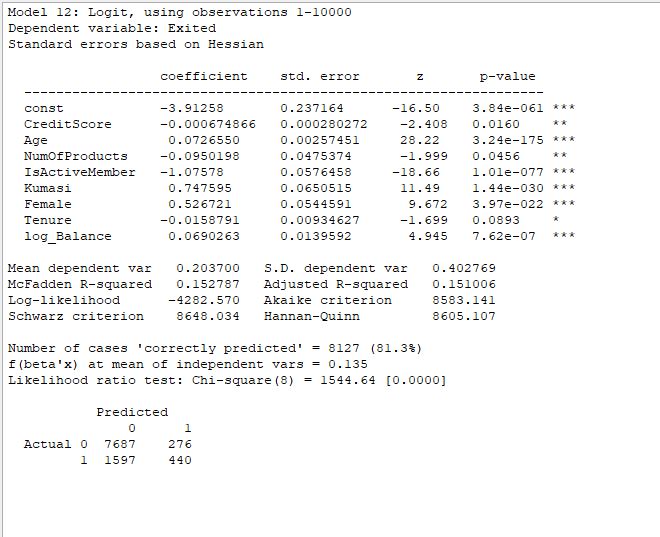 Model 12: Logit, using observations 1-10000
Dependent variable: Exited
Standard errors based on Hessian
coefficient std. error z p-value
---------------------------------------------------------------
const -3.91258 0.237164 -16.50 3.84e-061 ***
CreditScore -0.000674866 0.000280272 -2.408 0.0160 **
Age 0.0726550 0.00257451 28.22 3.24e-175 ***
NumOfProducts -0.0950198 0.0475374 -1.999 0.0456 **
IsActiveMember -1.07578 0.0576458 -18.66 1.01e-077 ***
Kumasi 0.747595 0.0650515 11.49 1.44e-030 ***
Female 0.526721 0.0544591 9.672 3.97e-022 ***
Tenure -0.0158791 0.00934627 -1.699 0.0893 *
log_Balance 0.0690263 0.0139592 4.945 7.62e-07 ***
Mean dependent var 0.203700 S.D. dependent var 0.402769
McFadden R-squared 0.152787 Adjusted R-squared 0.151006
Log-likelihood -4282.570 Akaike criterion 8583.141
Schwarz criterion 8648.034 Hannan-Quinn 8605.107
Number of cases 'correctly predicted' = 8127 (81.3%)
f(beta'x) at mean of independent vars = 0.135
Likelihood ratio test: Chi-square(8) = 1544.64 [0.0000]
Predicted
0 1
Actual 0 7687 276
1 1597 440